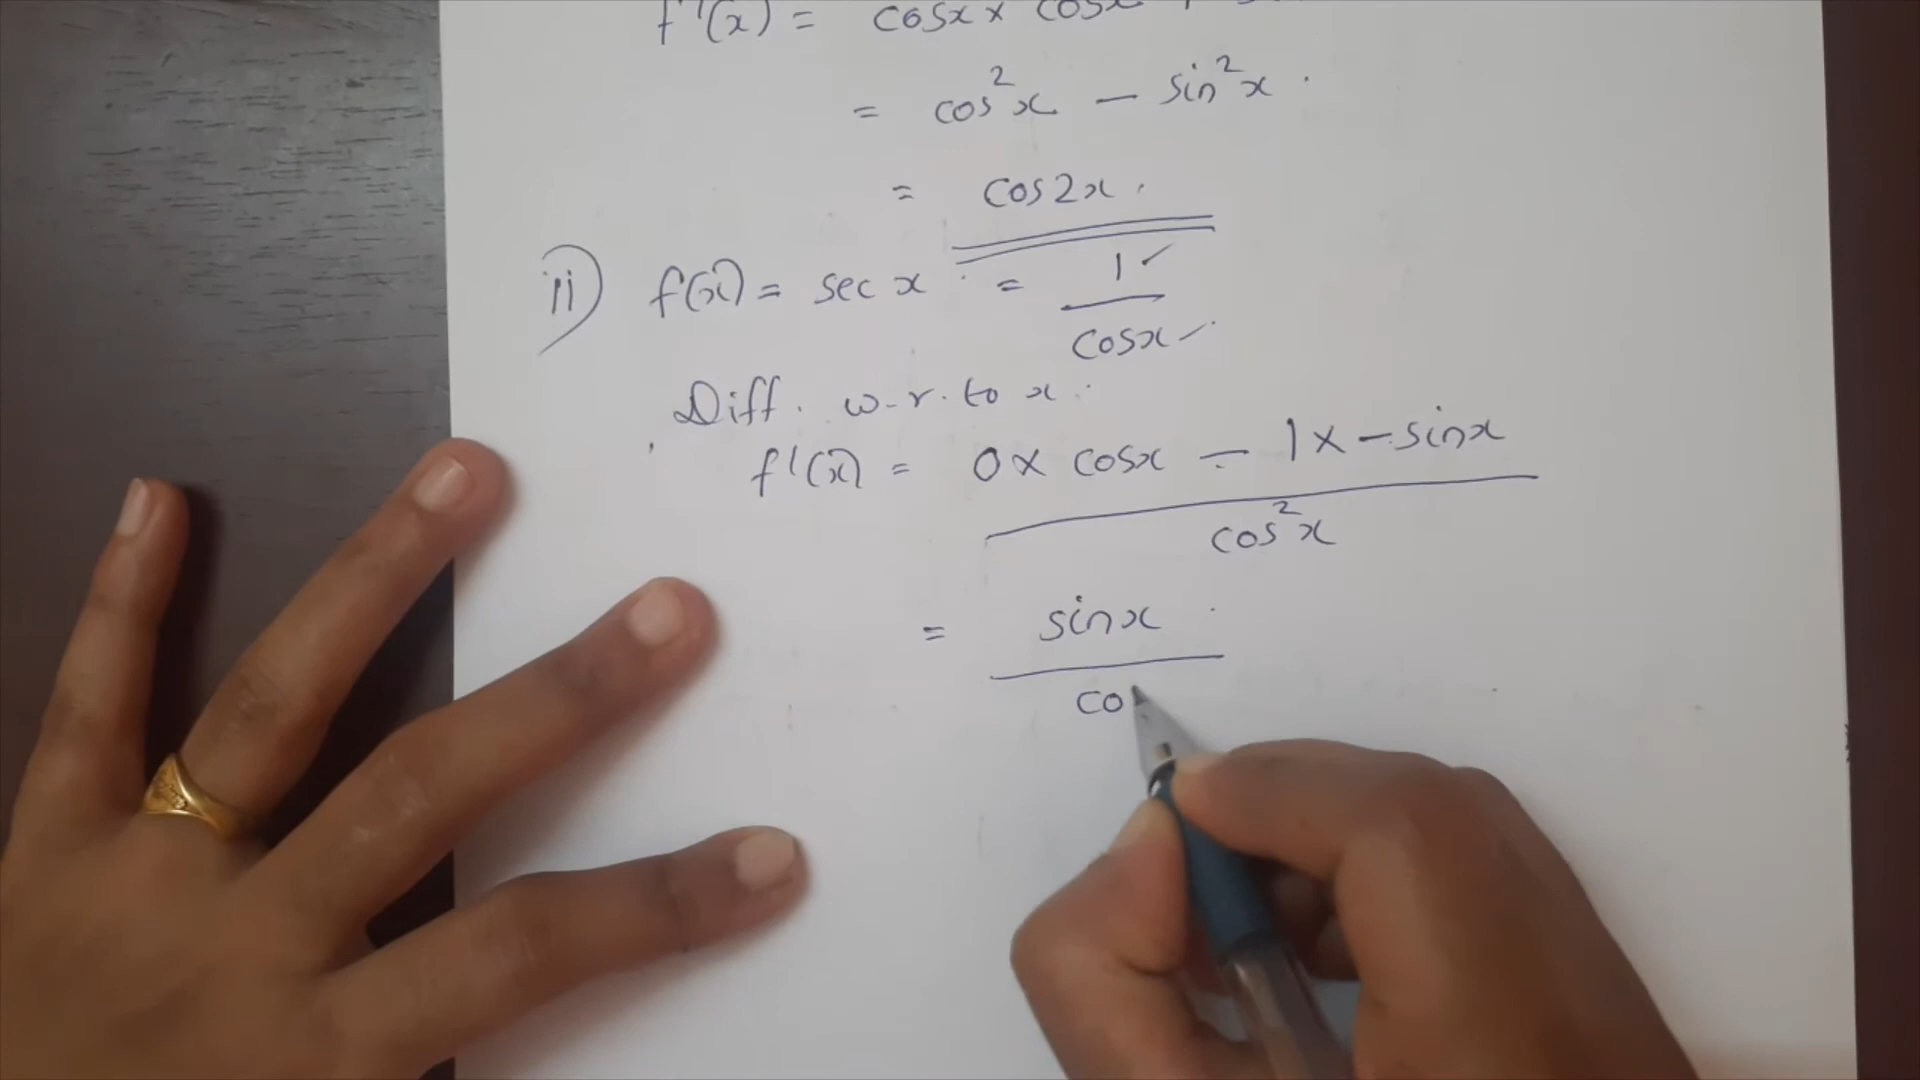 f'(x) = cosx × cosx
= cos²x - sin²x .
= cos2x .
ii) f(x) = sec x . = 1 / cosx
Diff . w.r. to x .
f'(x) = 0 × cosx - 1 × - sinx / cos²x
= sinx / co